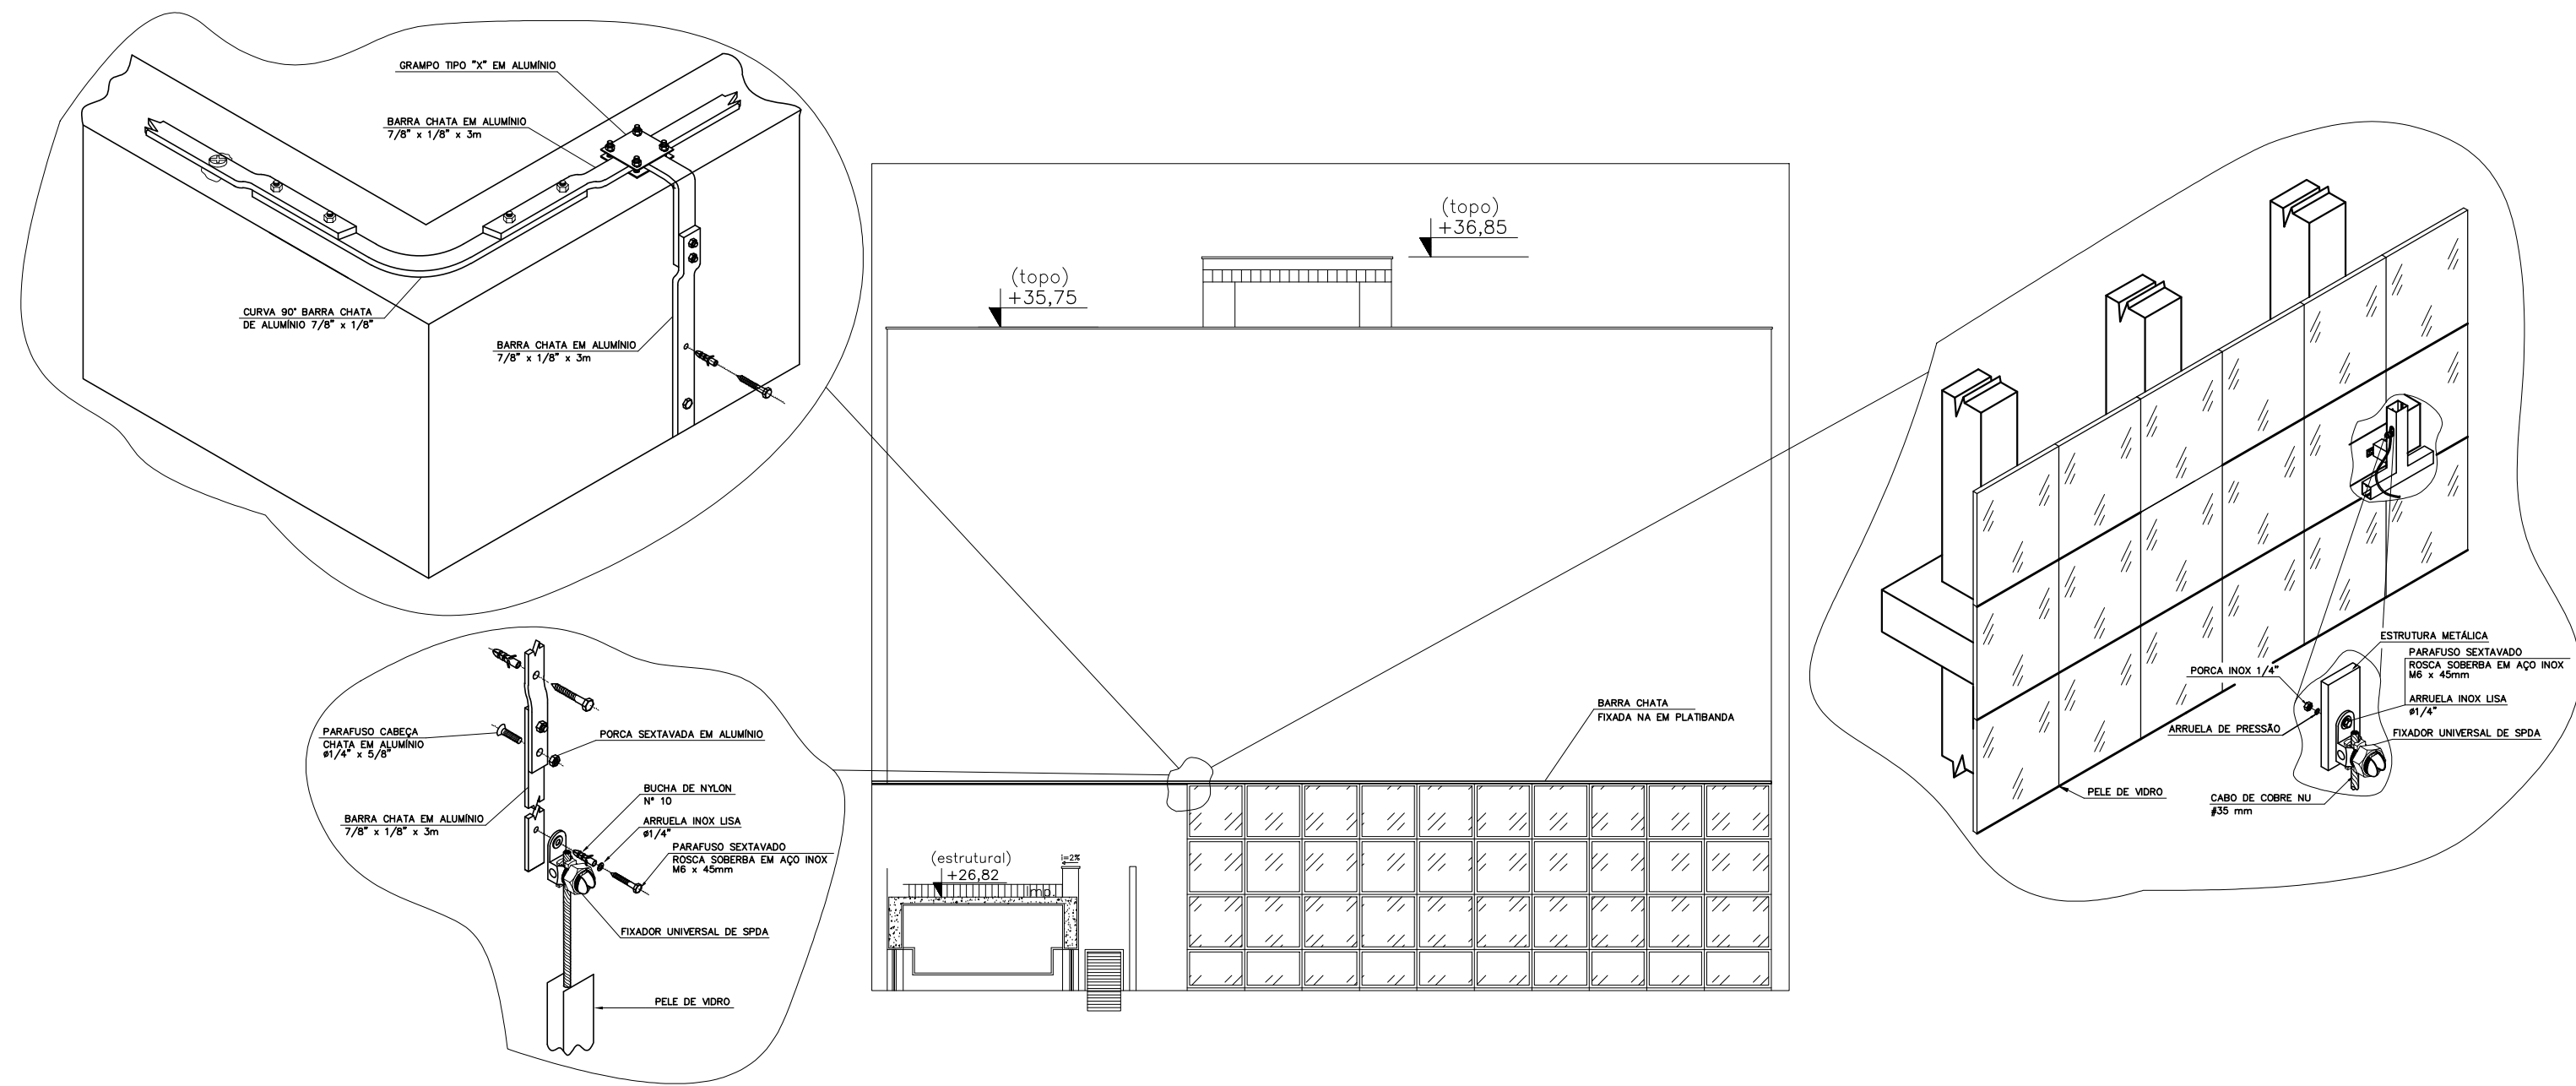 GRAMPO TIPO "X" EM ALUMÍNIO
BARRA CHATA EM ALUMÍNIO
7/8" x 1/8" x 3m
CURVA 90° BARRA CHATA
DE ALUMÍNIO 7/8" x 1/8"
BARRA CHATA EM ALUMÍNIO
7/8" x 1/8" x 3m
(topo)
+36,85
(topo)
+35,75
BARRA CHATA
FIXADA NA EM PLATIBANDA
(estrutural)
+26,82
i=2%
Imp.
PARAFUSO CABEÇA
CHATA EM ALUMÍNIO
ø1/4" x 5/8"
PORCA SEXTAVADA EM ALUMÍNIO
BUCHA DE NYLON
N° 10
BARRA CHATA EM ALUMÍNIO
7/8" x 1/8" x 3m
ARRUELA INOX LISA
ø1/4"
PARAFUSO SEXTAVADO
ROSCA SOBERBA EM AÇO INOX
M6 x 45mm
FIXADOR UNIVERSAL DE SPDA
PELE DE VIDRO
ESTRUTURA METÁLICA
PARAFUSO SEXTAVADO
ROSCA SOBERBA EM AÇO INOX
M6 x 45mm
PORCA INOX 1/4"
ARRUELA INOX LISA
ø1/4"
ARRUELA DE PRESSÃO
FIXADOR UNIVERSAL DE SPDA
PELE DE VIDRO
CABO DE COBRE NU
#35 mm